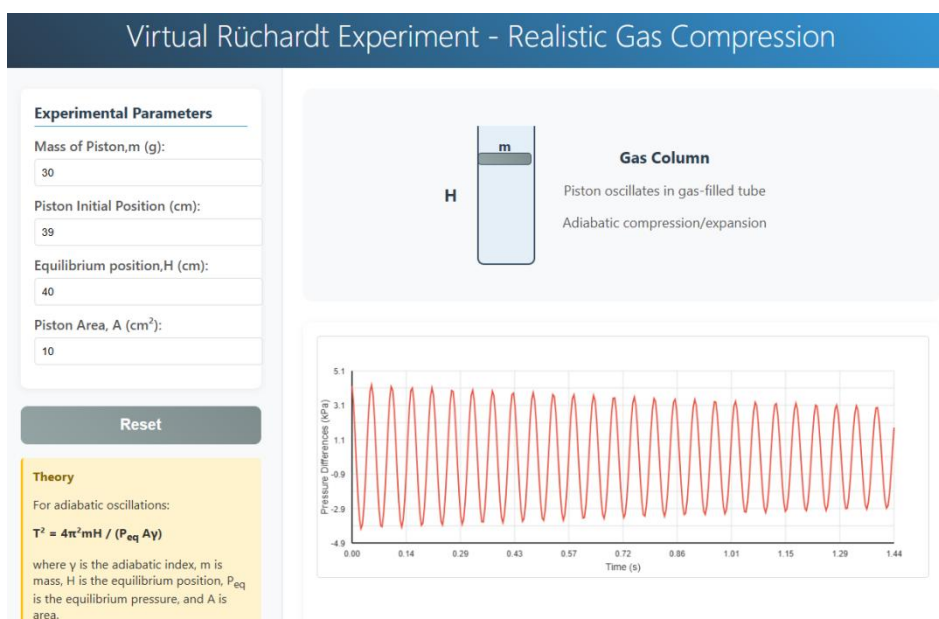 Virtual Rüchardt Experiment - Realistic Gas Compression
Experimental Parameters
Mass of Piston,m (g):
30
Piston Initial Position (cm):
39
Equilibrium position,H (cm):
40
Piston Area, A (cm²):
10
Reset
Theory
For adiabatic oscillations:
T² = 4π²mH / (Peq Aγ)
where γ is the adiabatic index, m is
mass, H is the equilibrium position, Peq
is the equilibrium pressure, and A is
area.
m
H
Gas Column
Piston oscillates in gas-filled tube
Adiabatic compression/expansion
Pressure Differences (kPa)
5.1
3.1
1.1
-0.9
-2.9
-4.9
0.00 0.14 0.29 0.43 0.57 0.72 0.86 1.01 1.15 1.29 1.44
Time (s)